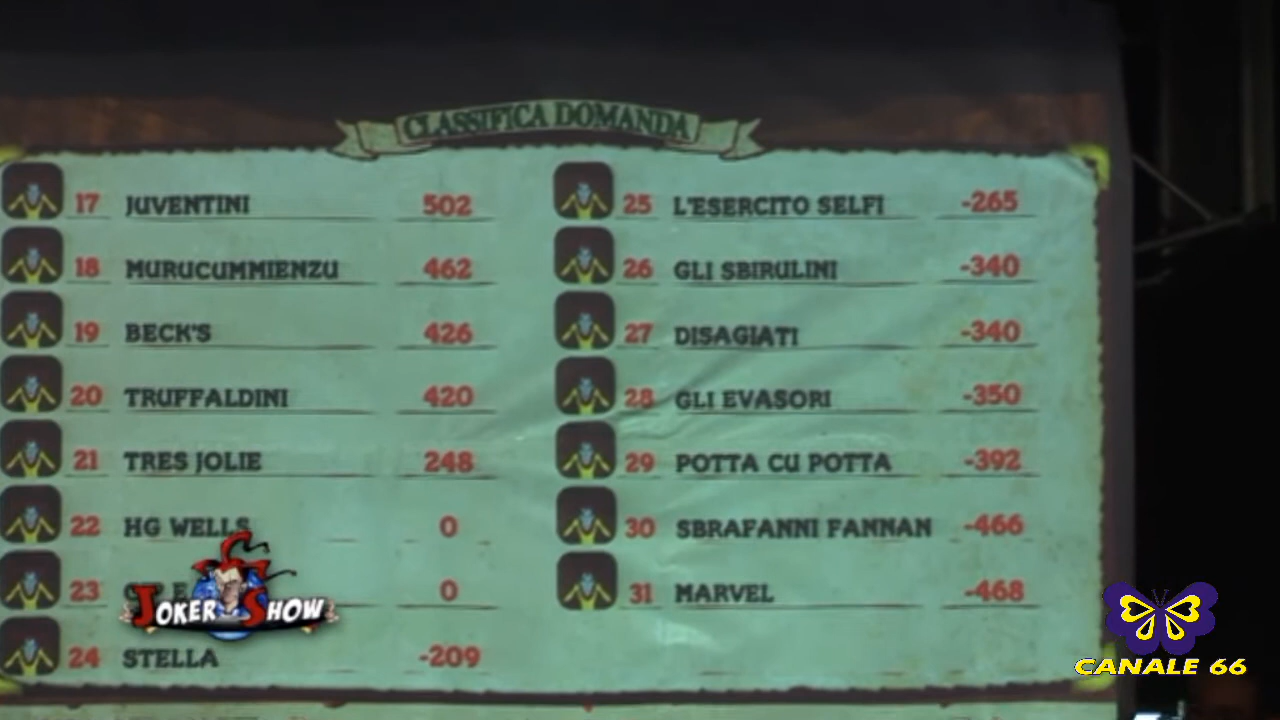 CLASSIFICA DOMANDA
17 JUVENTINI 502
18 MURUCUMMIENZU 462
19 BECK'S 426
20 TRUFFALDINI 420
21 TRES JOLIE 248
22 HG WELLS 0
23 0
24 STELLA -209
25 L'ESERCITO SELFI -265
26 GLI SBIRULINI -340
27 DISAGIATI -340
28 GLI EVASORI -350
29 POTTA CU POTTA -392
30 SBRAFANNI FANNAN -466
31 MARVEL -468
JOKER SHOW
CANALE 66